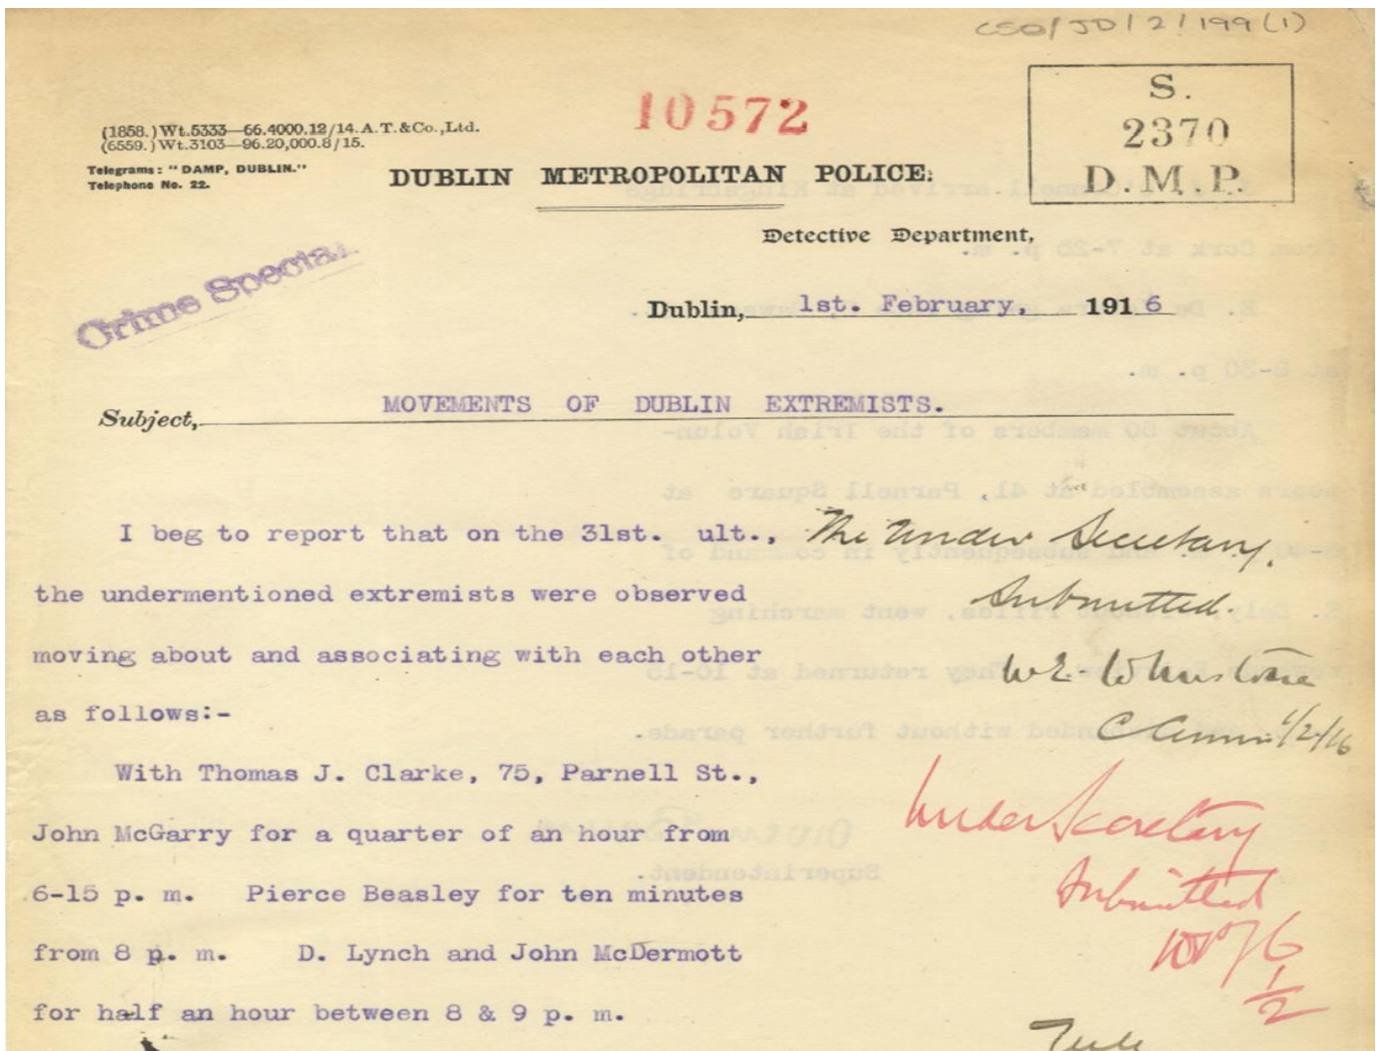 CSO/JD/2/199(1)
10572
S.
2370
D.M.P.
(1858.) Wt.5333—66.4000.12/14.A.T.&Co.,Ltd.
(6559.) Wt.3103—96.20,000.8/15.
Telegrams: "DAMP, DUBLIN."
Telephone No. 22.
DUBLIN METROPOLITAN POLICE.
Detective Department,
Crime Special.
Dublin, 1st. February, 1916
Subject, MOVEMENTS OF DUBLIN EXTREMISTS.
I beg to report that on the 31st. ult.,
the undermentioned extremists were observed
moving about and associating with each other
as follows:-
With Thomas J. Clarke, 75, Parnell St.,
John McGarry for a quarter of an hour from
6-15 p. m. Pierce Beasley for ten minutes
from 8 p. m. D. Lynch and John McDermott
for half an hour between 8 & 9 p. m.
The Under Secretary.
Submitted.
1/2/16
Under Secretary
Submitted
1/2